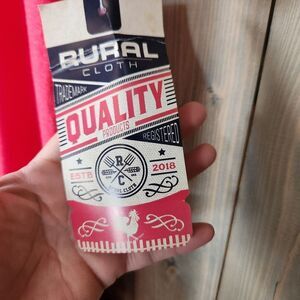 RURAL
CLOTH
TRADEMARK
QUALITY
PRODUCTS
REGISTERED
R
C
ESTB 2018